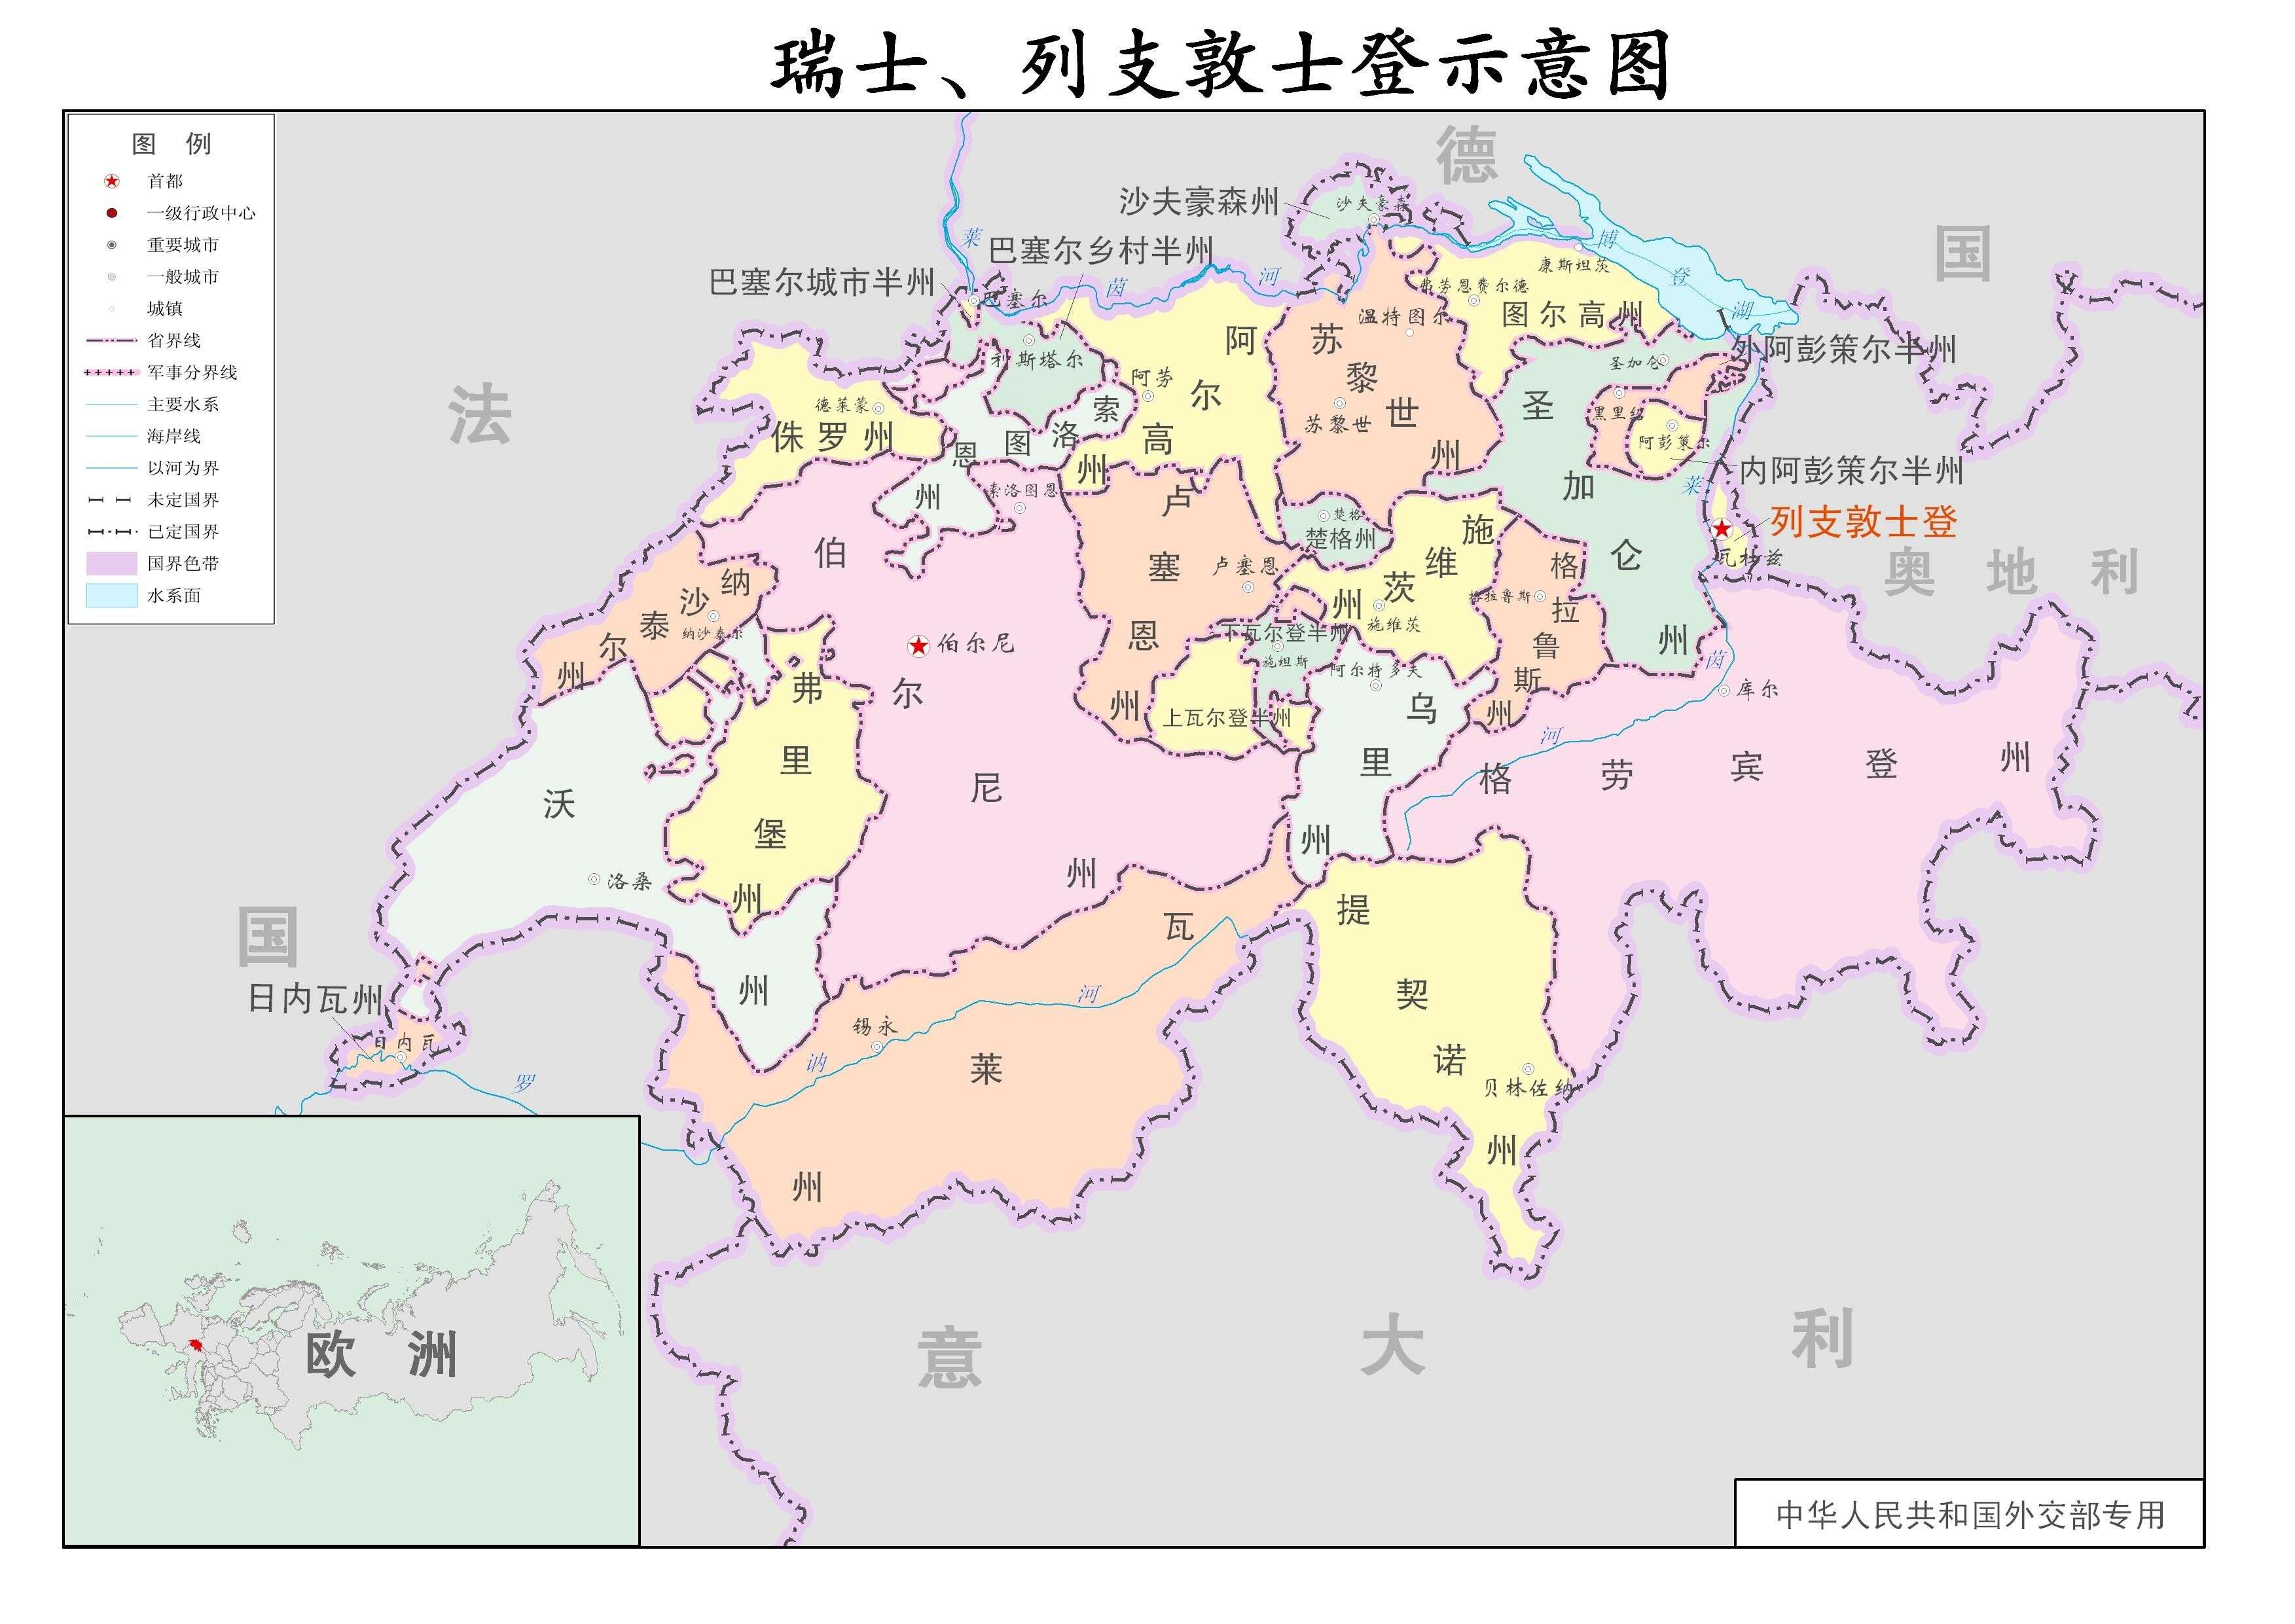 瑞士、列支敦士登示意图
图 例
首都
一级行政中心
重要城市
一般城市
城镇
省界线
军事分界线
主要水系
海岸线
以河为界
未定国界
已定国界
国界色带
水系面
德
国
法
国
奥地利
意大利
沙夫豪森州
沙夫豪森
巴塞尔乡村半州
巴塞尔城市半州
巴塞尔
莱茵河
博登湖
康斯坦茨
弗劳恩费尔德
图尔高州
温特图尔
苏黎世州
苏黎世
阿尔高州
阿劳
利斯塔尔
索洛图恩州
索洛图恩
德莱蒙
侏罗州
圣加仑
圣加仑州
外阿彭策尔半州
黑里绍
阿彭策尔
内阿彭策尔半州
列支敦士登
瓦杜兹
莱茵河
楚格
楚格州
卢塞恩州
卢塞恩
施维茨州
施维茨
格拉鲁斯州
格拉鲁斯
下瓦尔登半州
施坦斯
上瓦尔登半州
阿尔特多夫
乌里州
库尔
格劳宾登州
伯尔尼州
伯尔尼
纳沙泰尔州
纳沙泰尔
弗里堡州
沃州
州
洛桑
日内瓦州
日内瓦
罗讷河
锡永
瓦莱州
提契诺州
贝林佐纳
欧洲
中华人民共和国外交部专用